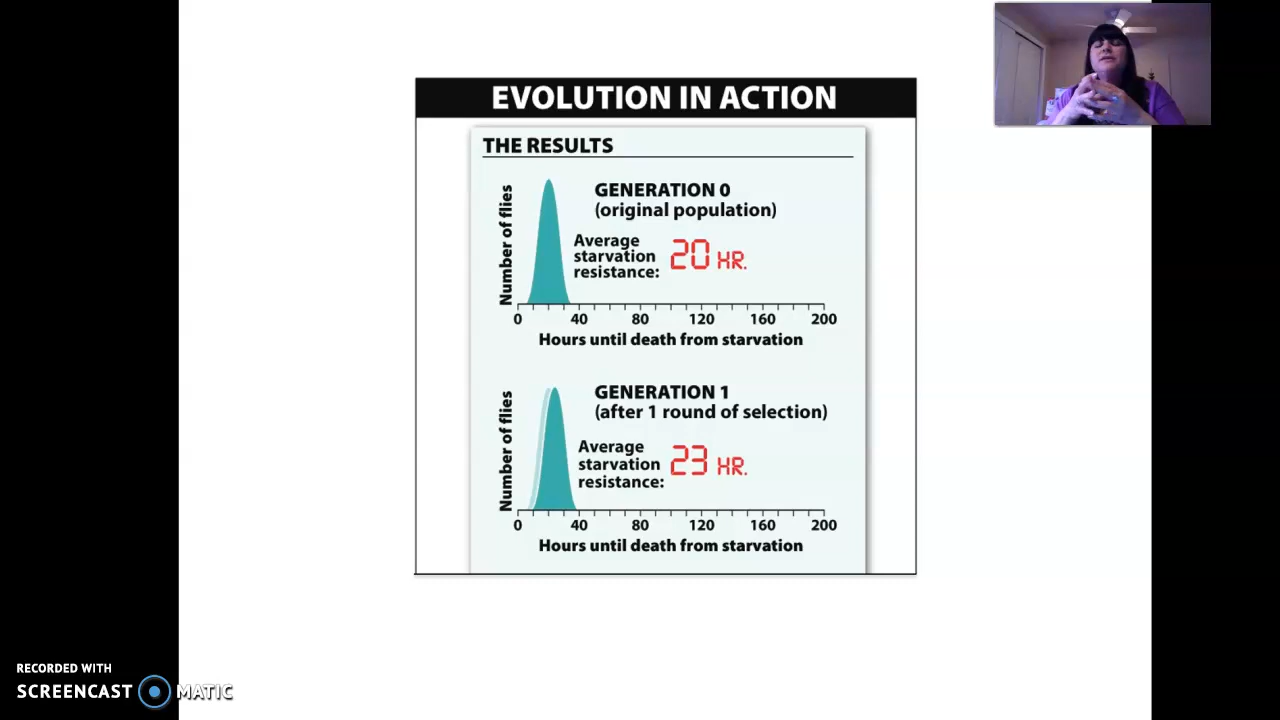 EVOLUTION IN ACTION
THE RESULTS
Number of flies
GENERATION 0
(original population)
Average
starvation
resistance:
20 HR.
0 40 80 120 160 200
Hours until death from starvation
Number of flies
GENERATION 1
(after 1 round of selection)
Average
starvation
resistance:
23 HR.
0 40 80 120 160 200
Hours until death from starvation
RECORDED WITH
SCREENCAST MATIC